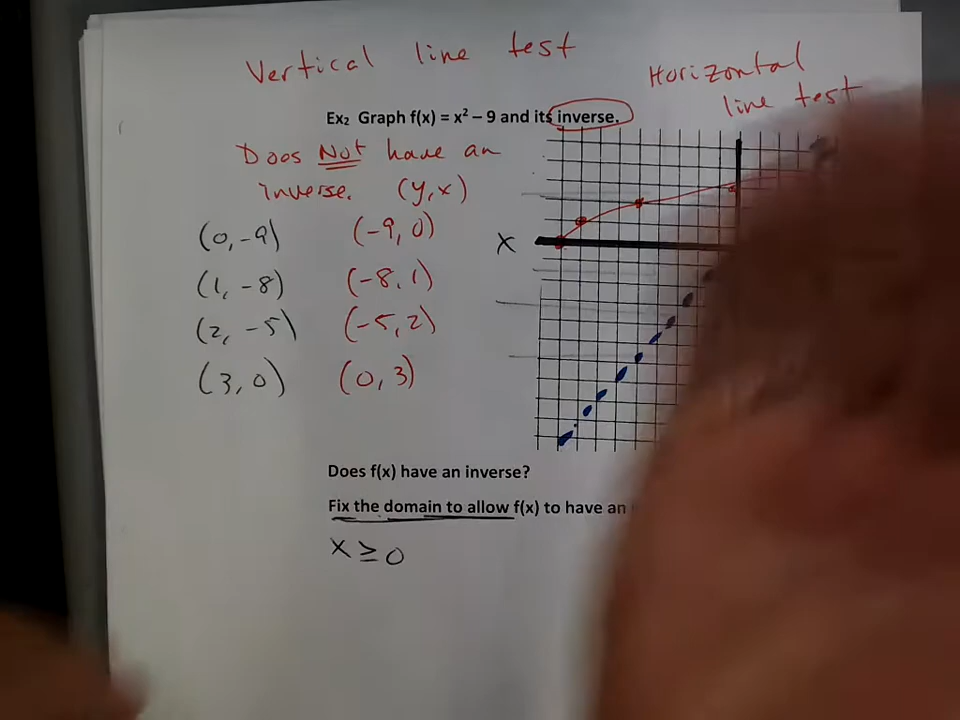 Vertical line test
Horizontal
line test
Ex2 Graph f(x) = x² – 9 and its inverse.
Does NOT have an
inverse. (y,x)
(0,-9) (-9,0)
(1,-8) (-8,1)
(2,-5) (-5,2)
(3,0) (0,3)
X
Does f(x) have an inverse?
Fix the domain to allow f(x) to have an
x ≥ 0